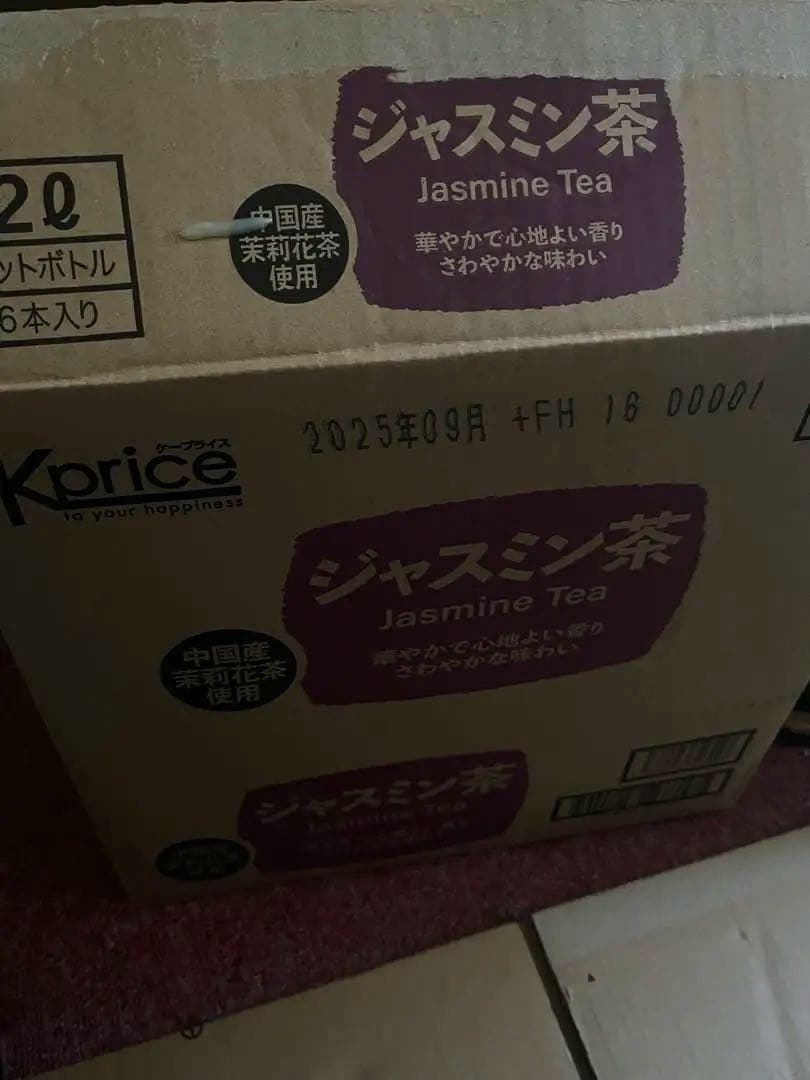 ジャスミン茶
Jasmine Tea
華やかで心地よい香り
さわやかな味わい
中国産
茉莉花茶
使用
2ℓ
ットボトル
6本入り
2025年09月 +FH 16 00001
ケープライス
Kprice
to your happiness
ジャスミン茶
Jasmine Tea
華やかで心地よい香り
さわやかな味わい
中国産
茉莉花茶
使用
ジャスミン茶
Jasmine Tea